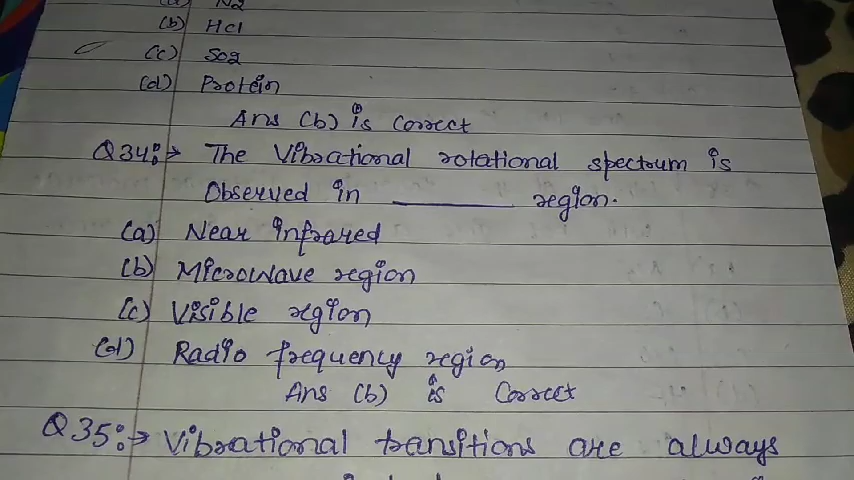 (a) N2
(b) HCl
(c) SO2
(d) Protein
Ans (b) is Correct
Q34:→ The Vibrational rotational spectrum is
Observed in ________ region.
(a) Near Infrared
(b) Microwave region
(c) Visible region
(d) Radio frequency region
Ans (b) is Correct
Q35:→ Vibrational transitions are always